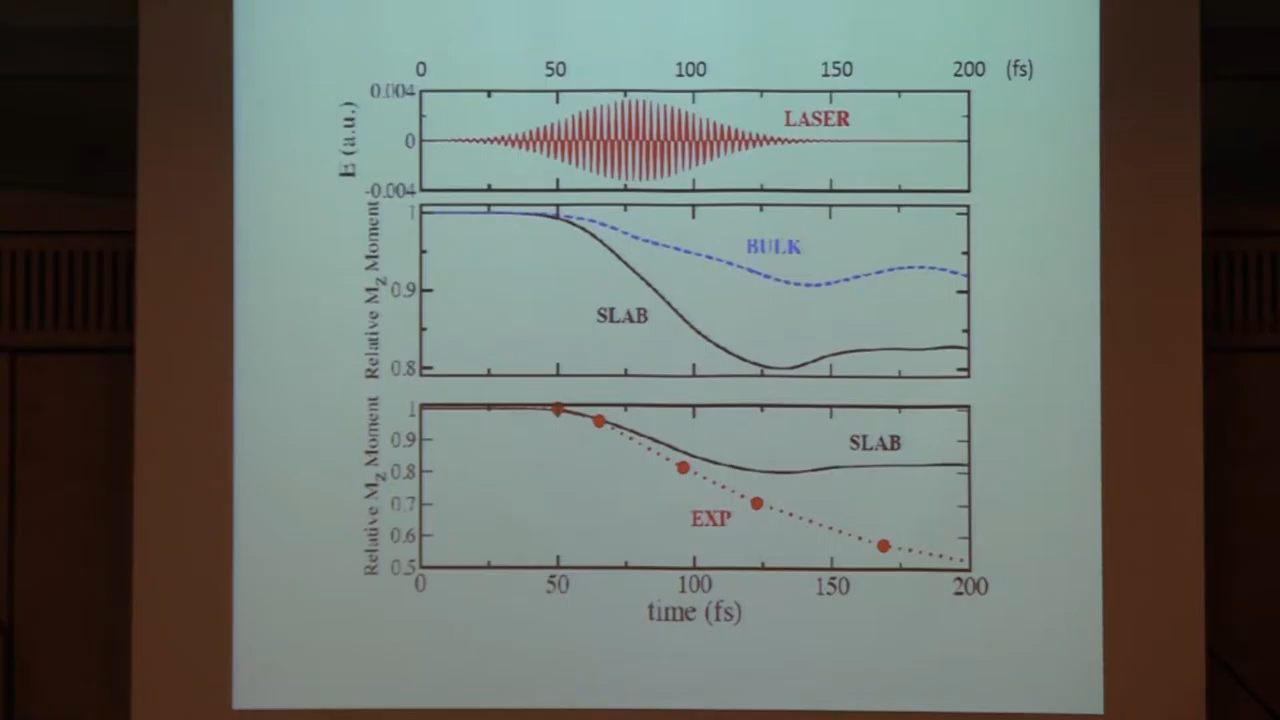 0 50 100 150 200 (fs)
0.004
0
-0.004
E (a.u.)
LASER
1
0.9
0.8
Relative MZ Moment
BULK
SLAB
1
0.9
0.8
0.7
0.6
0.5
Relative MZ Moment
SLAB
EXP
0 50 100 150 200
time (fs)